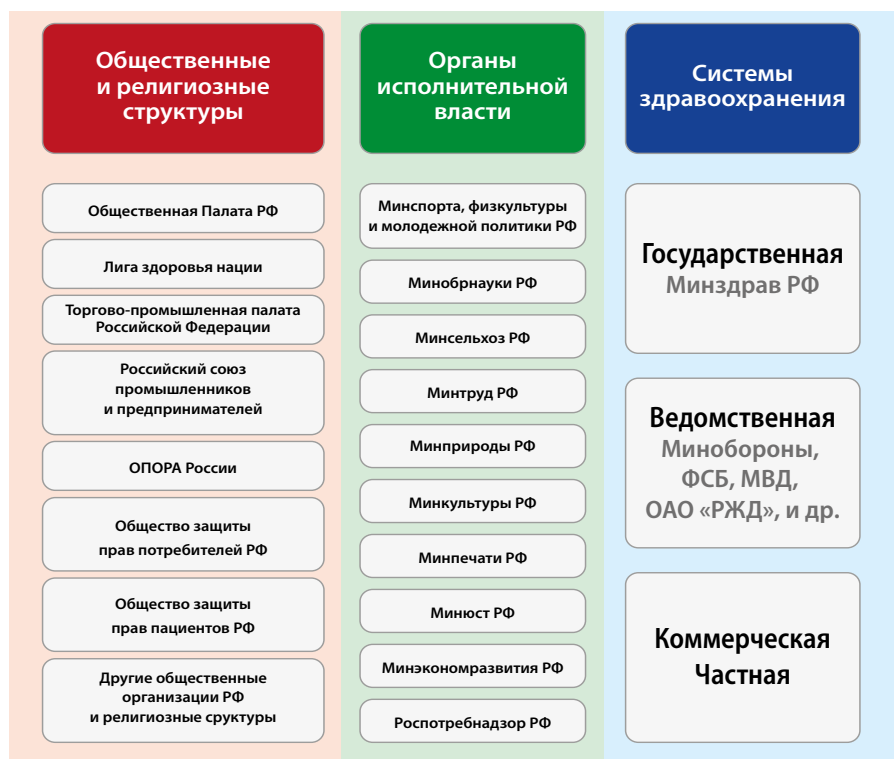 Общественные
и религиозные
структуры
Общественная Палата РФ
Лига здоровья нации
Торгово-промышленная палата
Российской Федерации
Российский союз
промышленников
и предпринимателей
ОПОРА России
Общество защиты
прав потребителей РФ
Общество защиты
прав пациентов РФ
Другие общественные
организации РФ
и религиозные сруктуры
Органы
исполнительной
власти
Минспорта, физкультуры
и молодежной политики РФ
Минобрнауки РФ
Минсельхоз РФ
Минтруд РФ
Минприроды РФ
Минкультуры РФ
Минпечати РФ
Минюст РФ
Минэкономразвития РФ
Роспотребнадзор РФ
Системы
здравоохранения
Государственная
Минздрав РФ
Ведомственная
Минобороны,
ФСБ, МВД,
ОАО «РЖД», и др.
Коммерческая
Частная